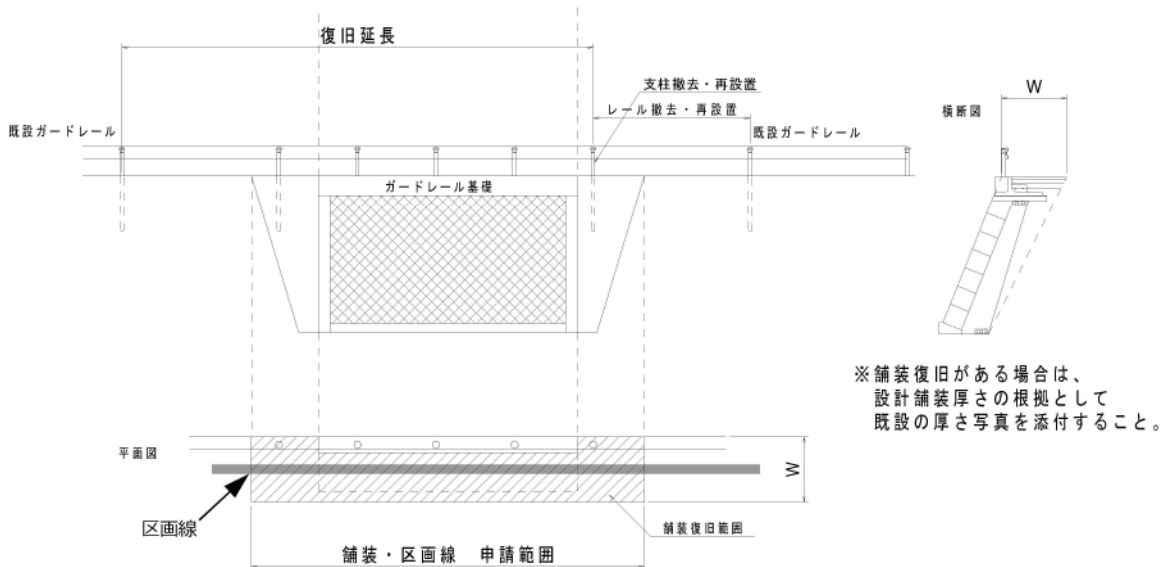 復旧延長
支柱撤去・再設置
レール撤去・再設置
既設ガードレール
既設ガードレール
ガードレール基礎
横断図
W
※舗装復旧がある場合は、
設計舗装厚さの根拠として
既設の厚さ写真を添付すること。
平面図
W
区画線
舗装復旧範囲
舗装・区画線 申請範囲